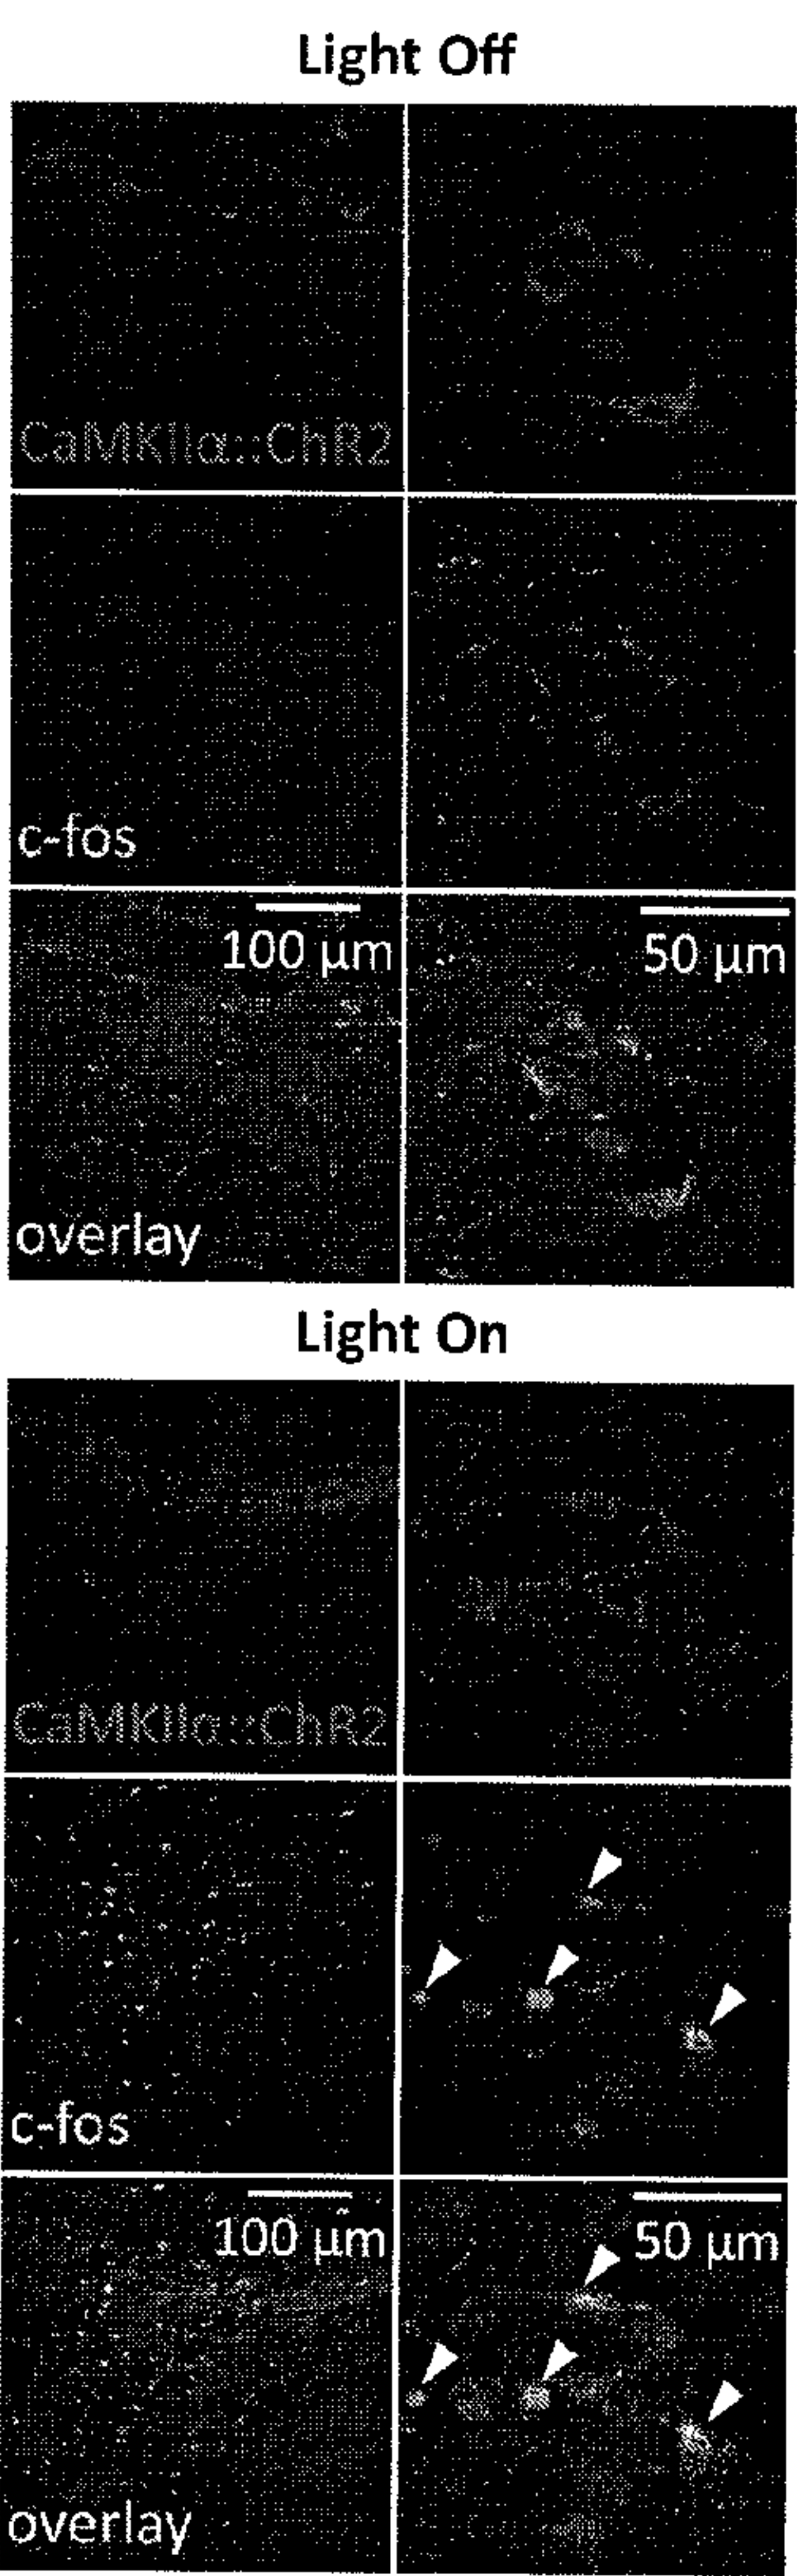 Light Off
CaMKIIα::ChR2
c-fos
100 µm
50 µm
overlay
Light On
CaMKIIα::ChR2
c-fos
100 µm
50 µm
overlay